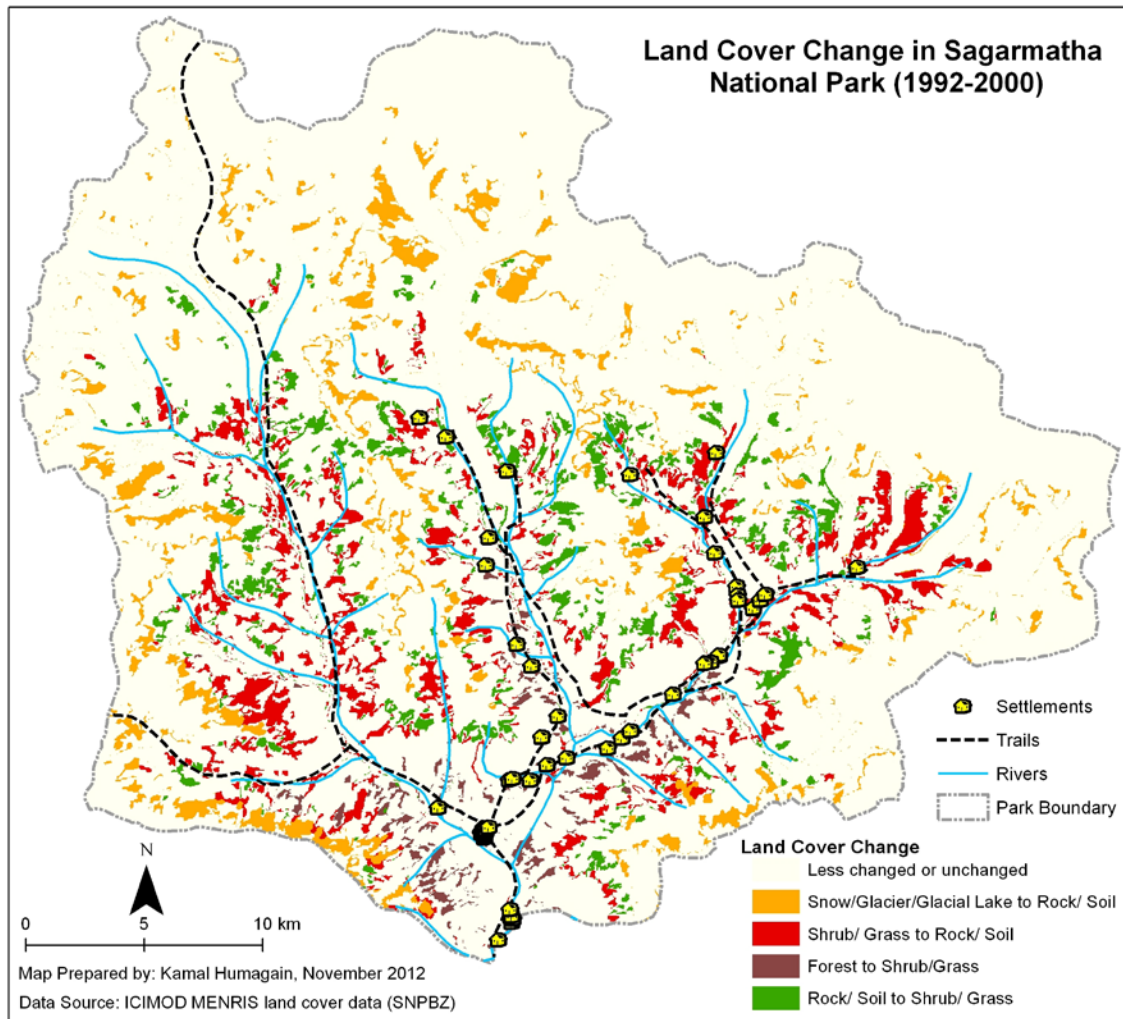 Land Cover Change in Sagarmatha
National Park (1992-2000)
Settlements
Trails
Rivers
Park Boundary
Land Cover Change
Less changed or unchanged
Snow/Glacier/Glacial Lake to Rock/ Soil
Shrub/ Grass to Rock/ Soil
Forest to Shrub/Grass
Rock/ Soil to Shrub/ Grass
N
0 5 10 km
Map Prepared by: Kamal Humagain, November 2012
Data Source: ICIMOD MENRIS land cover data (SNPBZ)